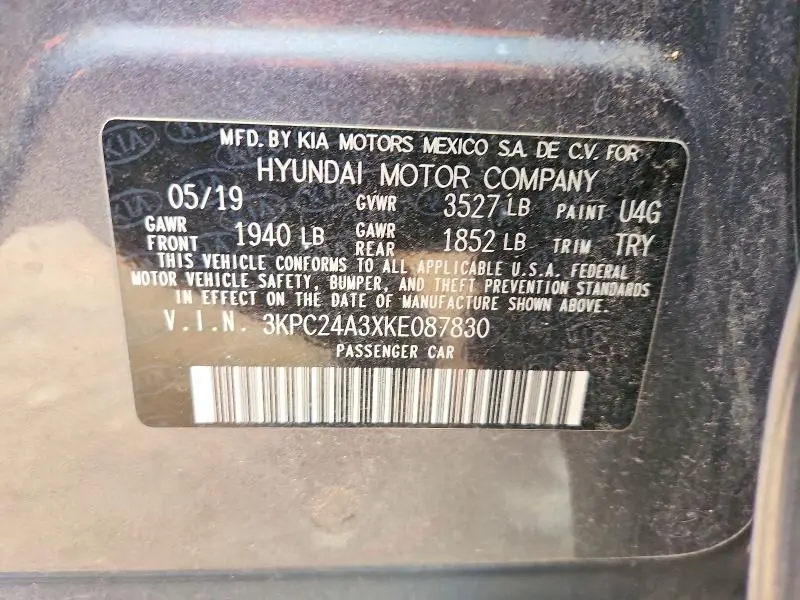 MFD. BY KIA MOTORS MEXICO S.A. DE C.V. FOR
HYUNDAI MOTOR COMPANY
05/19 GVWR 3527 LB PAINT U4G
GAWR FRONT 1940 LB GAWR REAR 1852 LB TRIM TRY
THIS VEHICLE CONFORMS TO ALL APPLICABLE U.S.A. FEDERAL
MOTOR VEHICLE SAFETY, BUMPER, AND THEFT PREVENTION STANDARDS
IN EFFECT ON THE DATE OF MANUFACTURE SHOWN ABOVE.
V.I.N. 3KPC24A3XKE087830
PASSENGER CAR